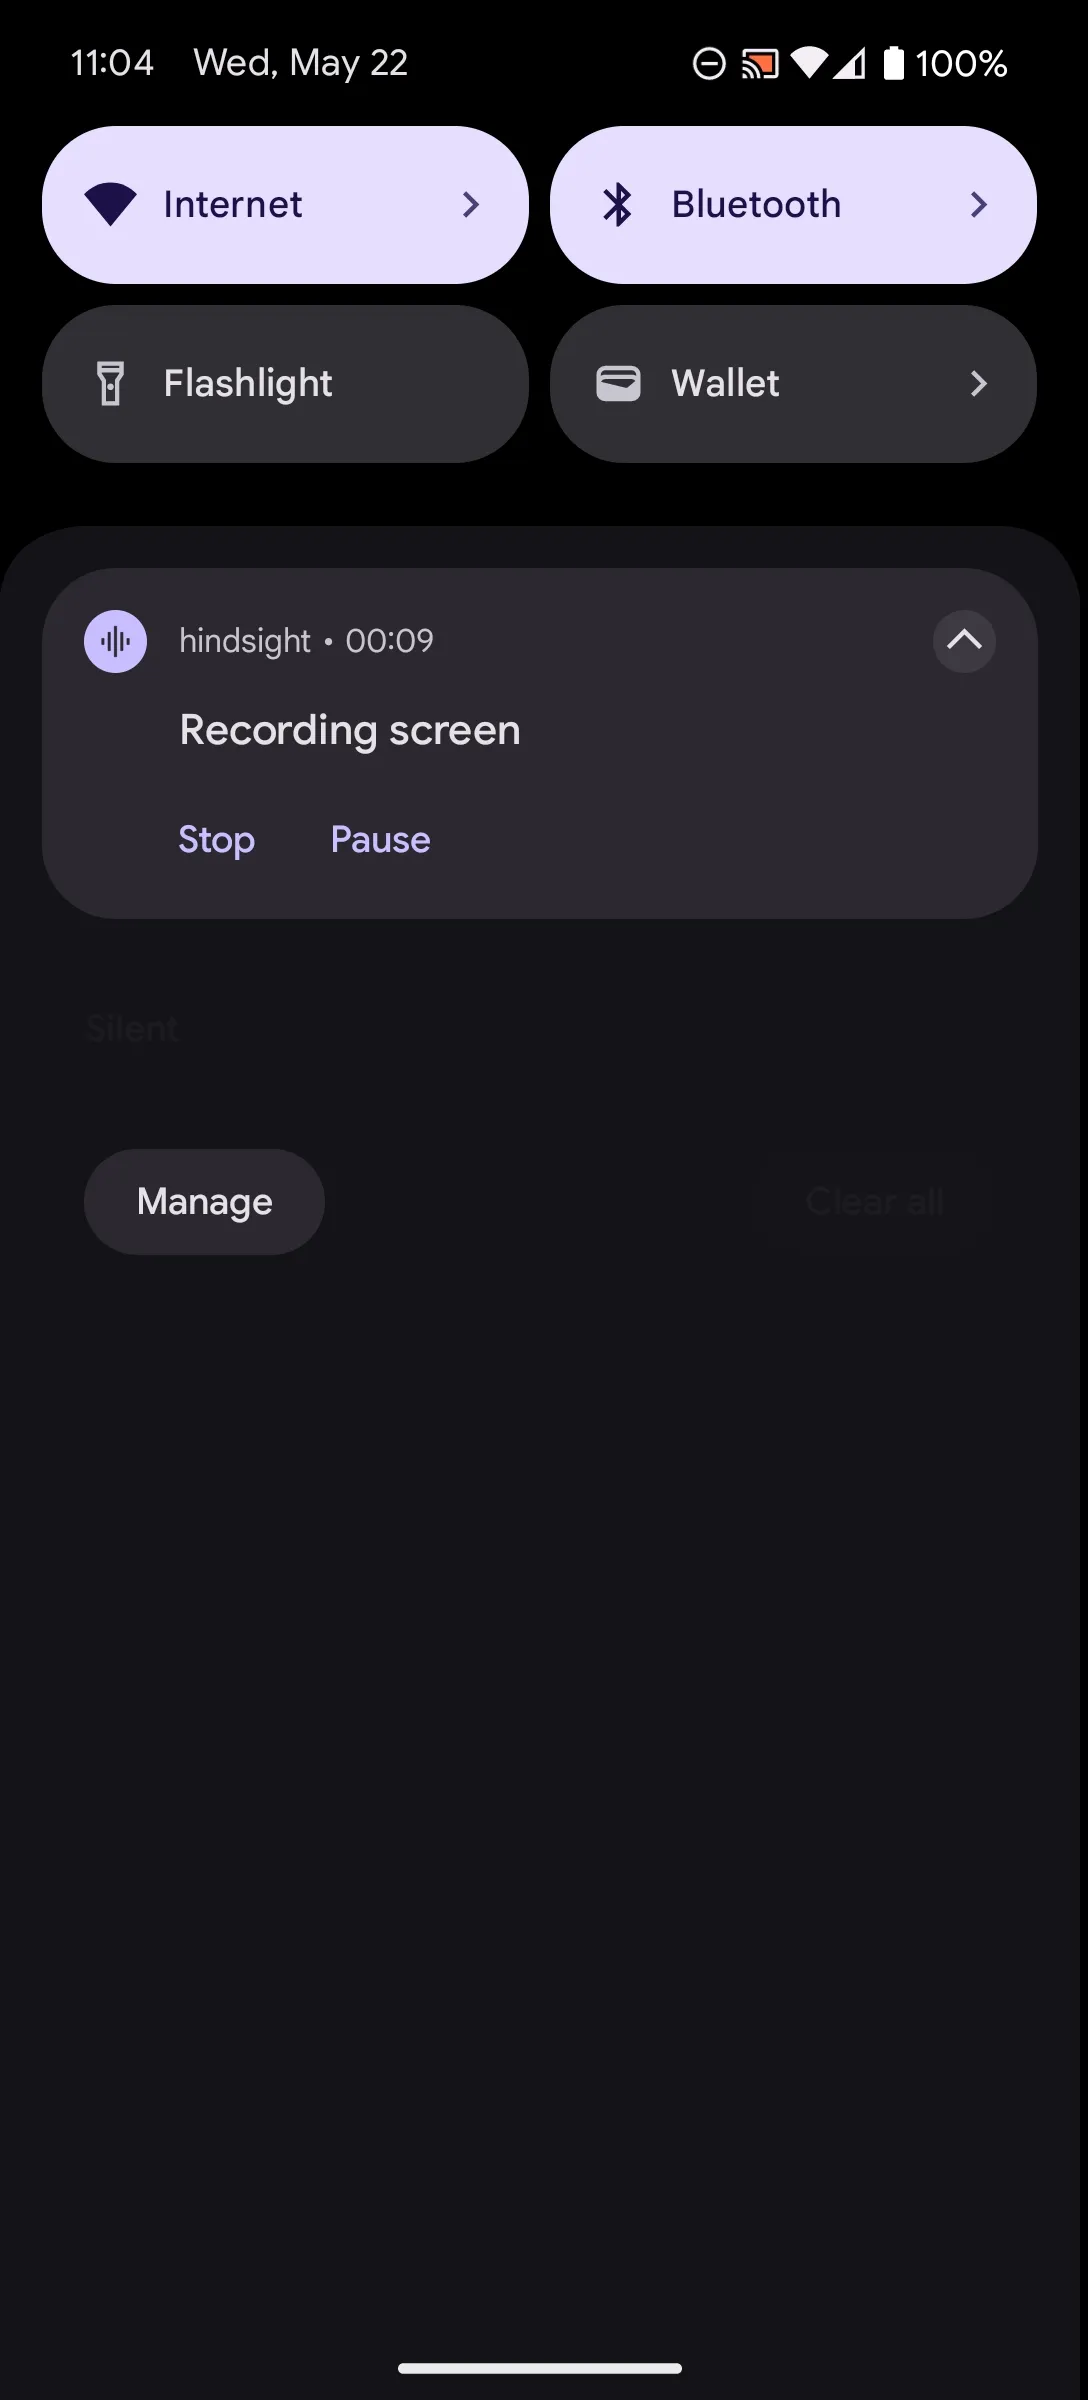 11:04 Wed, May 22 100%
Internet Bluetooth
Flashlight Wallet
hindsight • 00:09
Recording screen
Stop Pause
Silent
Manage Clear all